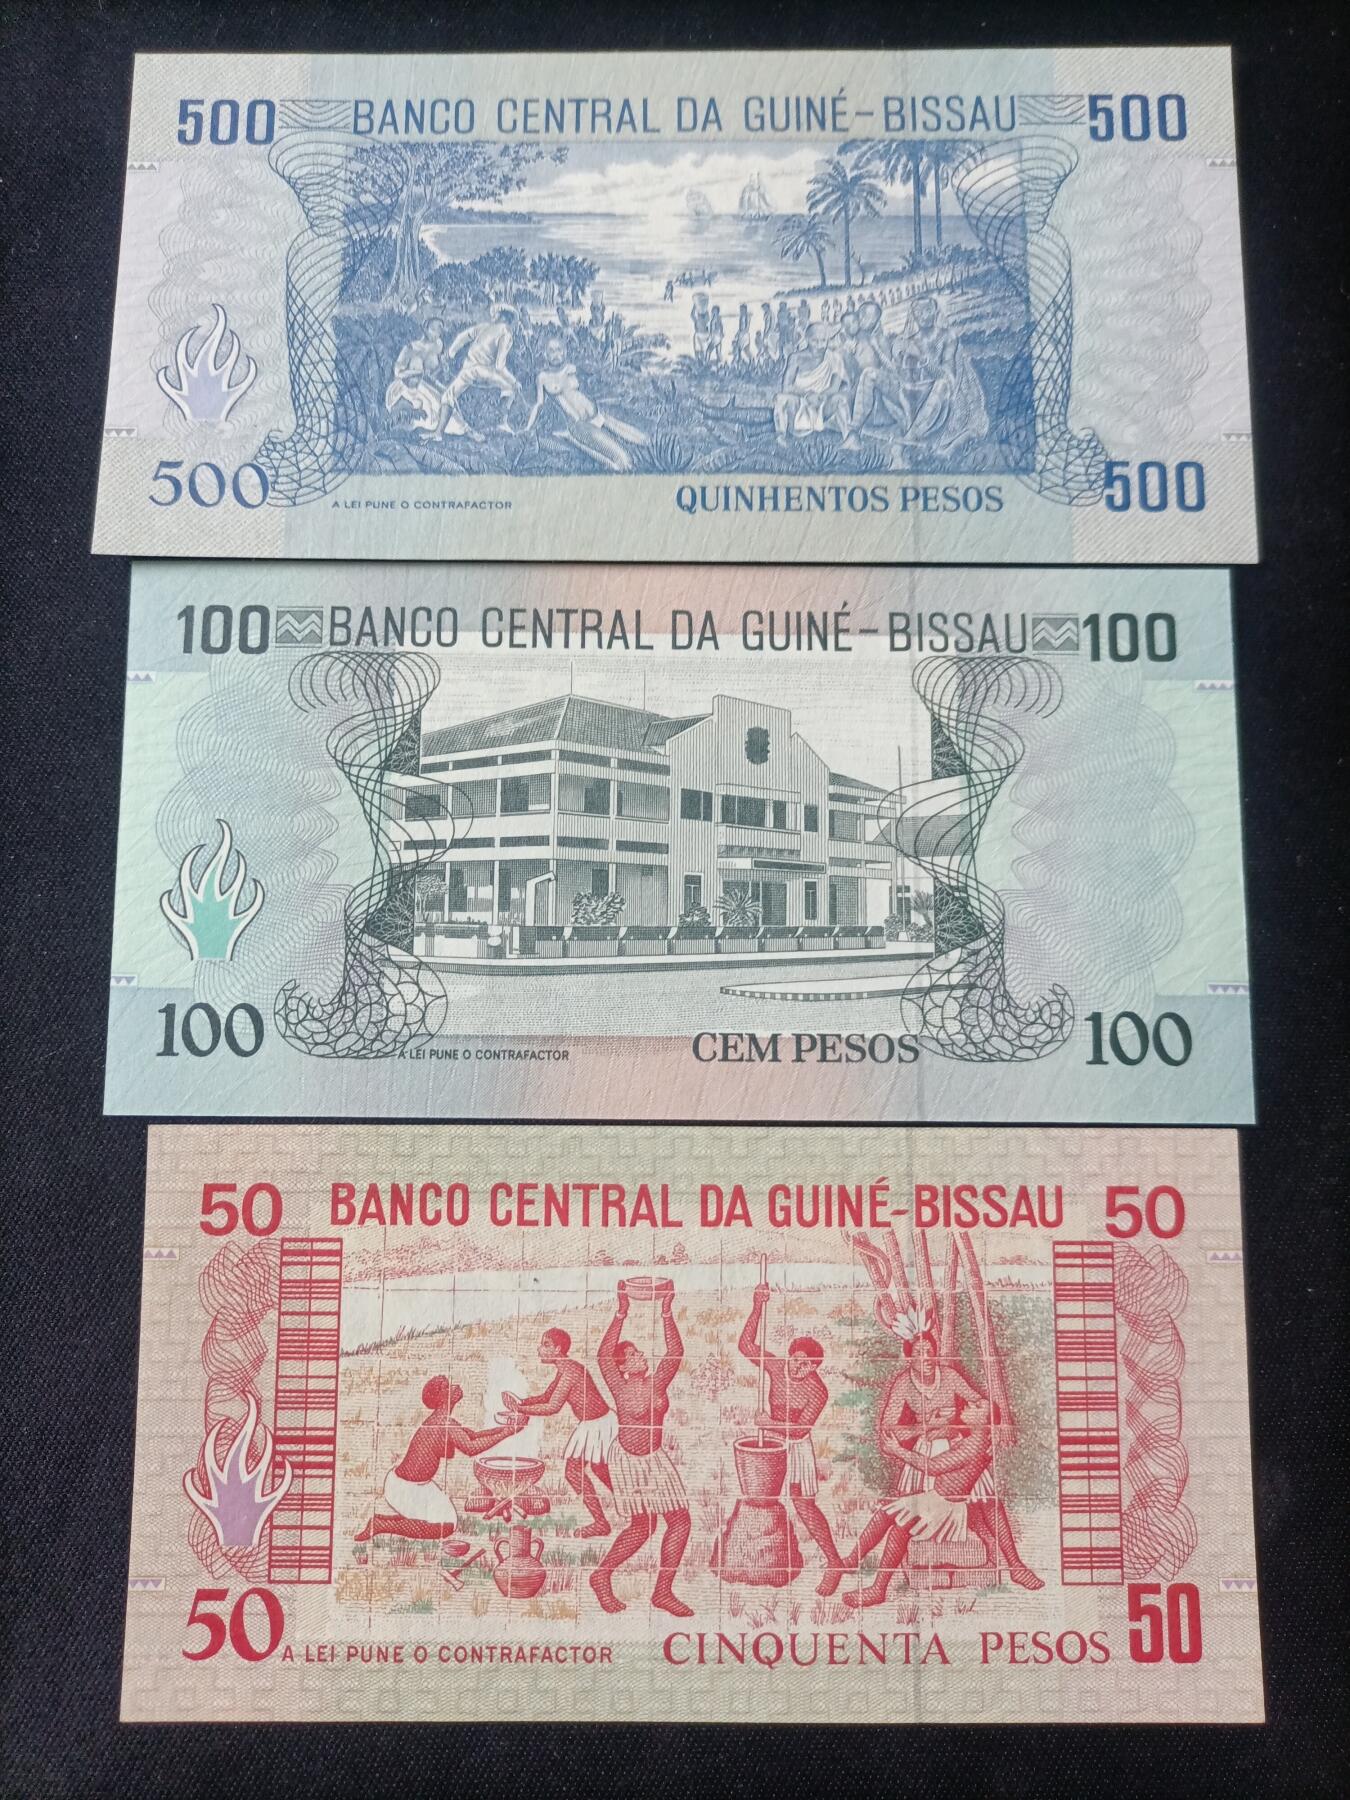 500 BANCO CENTRAL DA GUINÉ-BISSAU 500
500 A LEI PUNE O CONTRAFACTOR QUINHENTOS PESOS 500
100 BANCO CENTRAL DA GUINÉ-BISSAU 100
100 A LEI PUNE O CONTRAFACTOR CEM PESOS 100
50 BANCO CENTRAL DA GUINÉ-BISSAU 50
50 A LEI PUNE O CONTRAFACTOR CINQUENTA PESOS 50